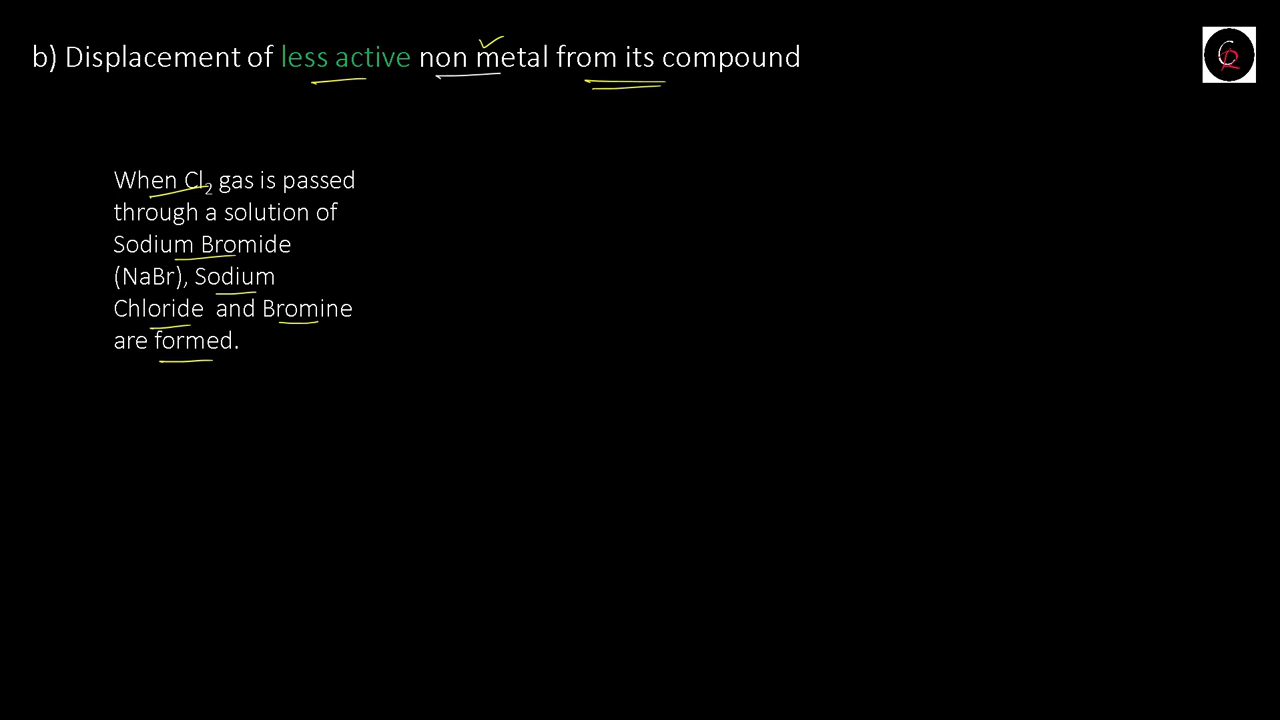 b) Displacement of less active non metal from its compound
When Cl₂ gas is passed
through a solution of
Sodium Bromide
(NaBr), Sodium
Chloride and Bromine
are formed.